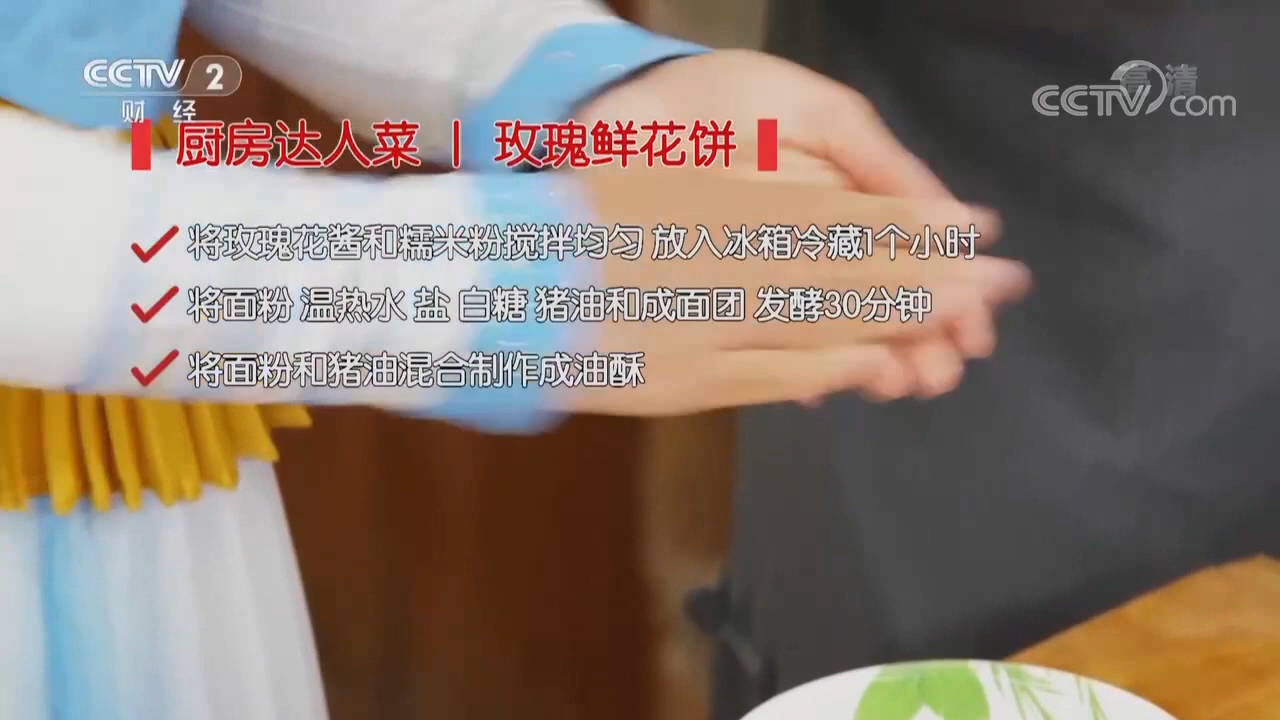 CCTV 2
财 经
高清
CCTV.com
厨房达人菜 | 玫瑰鲜花饼
将玫瑰花酱和糯米粉搅拌均匀 放入冰箱冷藏1个小时
将面粉 温热水 盐 白糖 猪油和成面团 发酵30分钟
将面粉和猪油混合制作成油酥